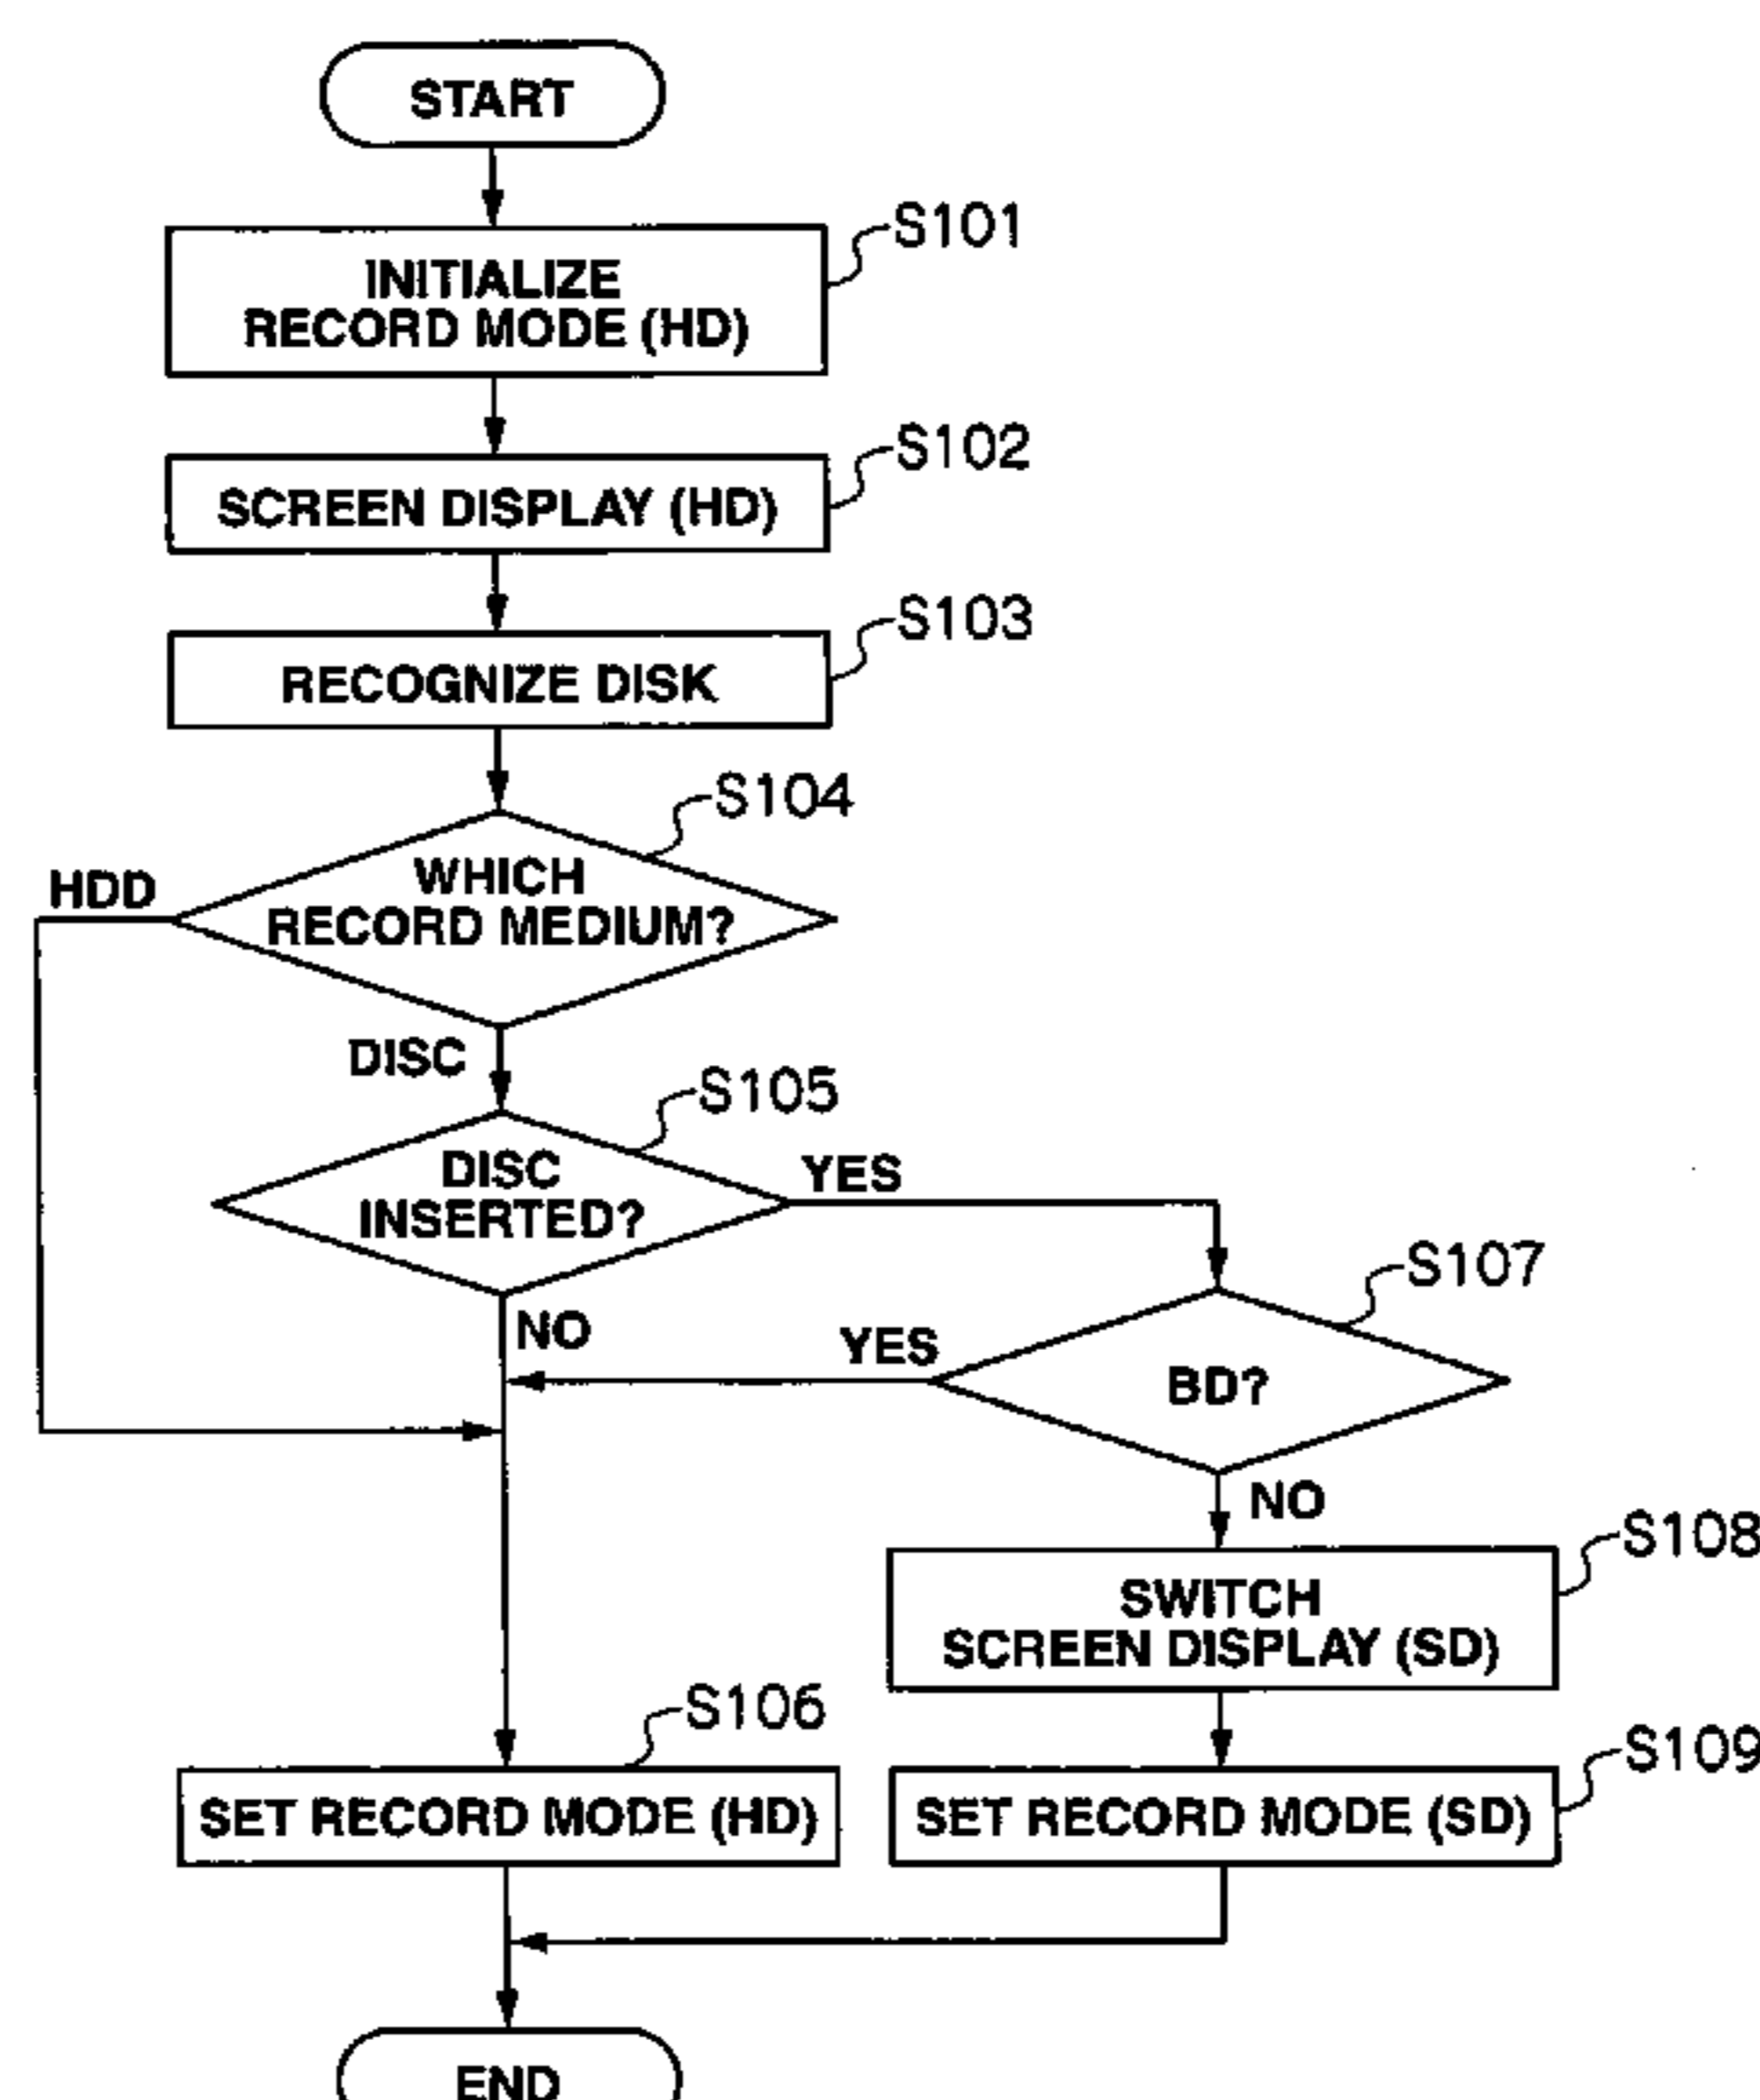 START
S101
INITIALIZE
RECORD MODE (HD)
S102
SCREEN DISPLAY (HD)
S103
RECOGNIZE DISK
S104
HDD
WHICH
RECORD MEDIUM?
DISC
S105
DISC
INSERTED?
YES
S107
NO
YES
BD?
NO
S108
SWITCH
SCREEN DISPLAY (SD)
S106
SET RECORD MODE (HD)
S109
SET RECORD MODE (SD)
END